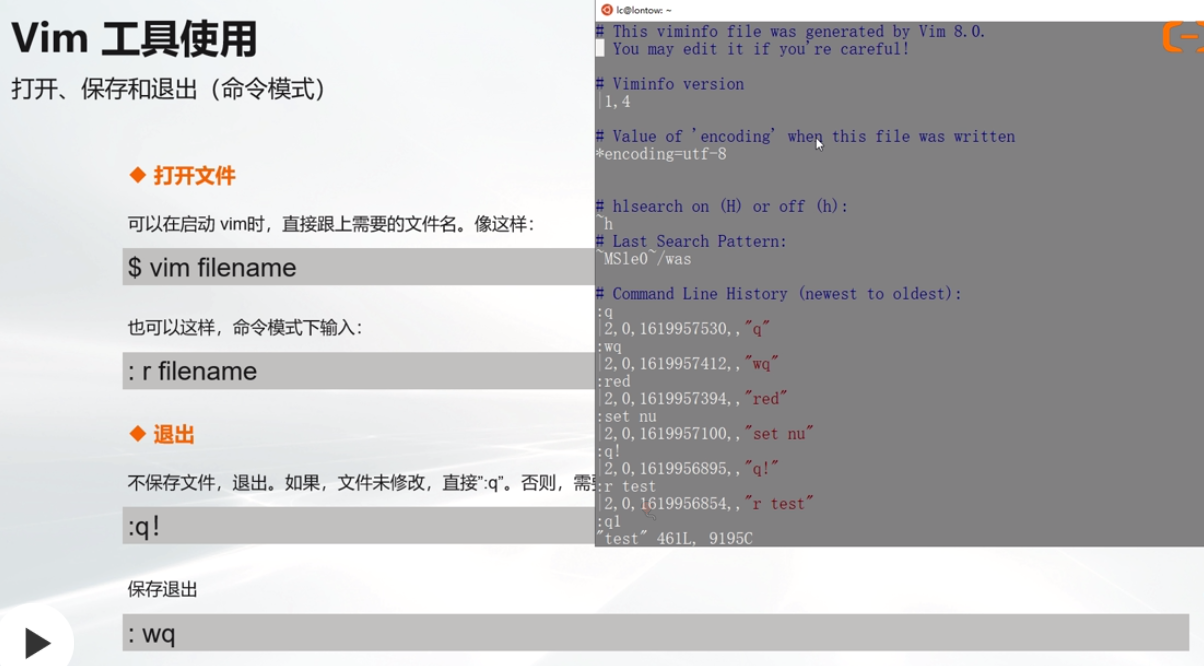 Vim 工具使用
打开、保存和退出（命令模式）
◆ 打开文件
可以在启动 vim时，直接跟上需要的文件名。像这样：
$ vim filename
也可以这样，命令模式下输入：
: r filename
◆ 退出
不保存文件，退出。如果，文件未修改，直接":q"。否则，需
:q!
保存退出
: wq
lc@lontow: ~
# This viminfo file was generated by Vim 8.0.
You may edit it if you're careful!
# Viminfo version
|1,4
# Value of 'encoding' when this file was written
*encoding=utf-8
# hlsearch on (H) or off (h):
~h
# Last Search Pattern:
~MSle0~/was
# Command Line History (newest to oldest):
:q
|2,0,1619957530,,"q"
:wq
|2,0,1619957412,,"wq"
:red
|2,0,1619957394,,"red"
:set nu
|2,0,1619957100,,"set nu"
:q!
|2,0,1619956895,,"q!"
:r test
|2,0,1619956854,,"r test"
:q1
"test" 461L, 9195C